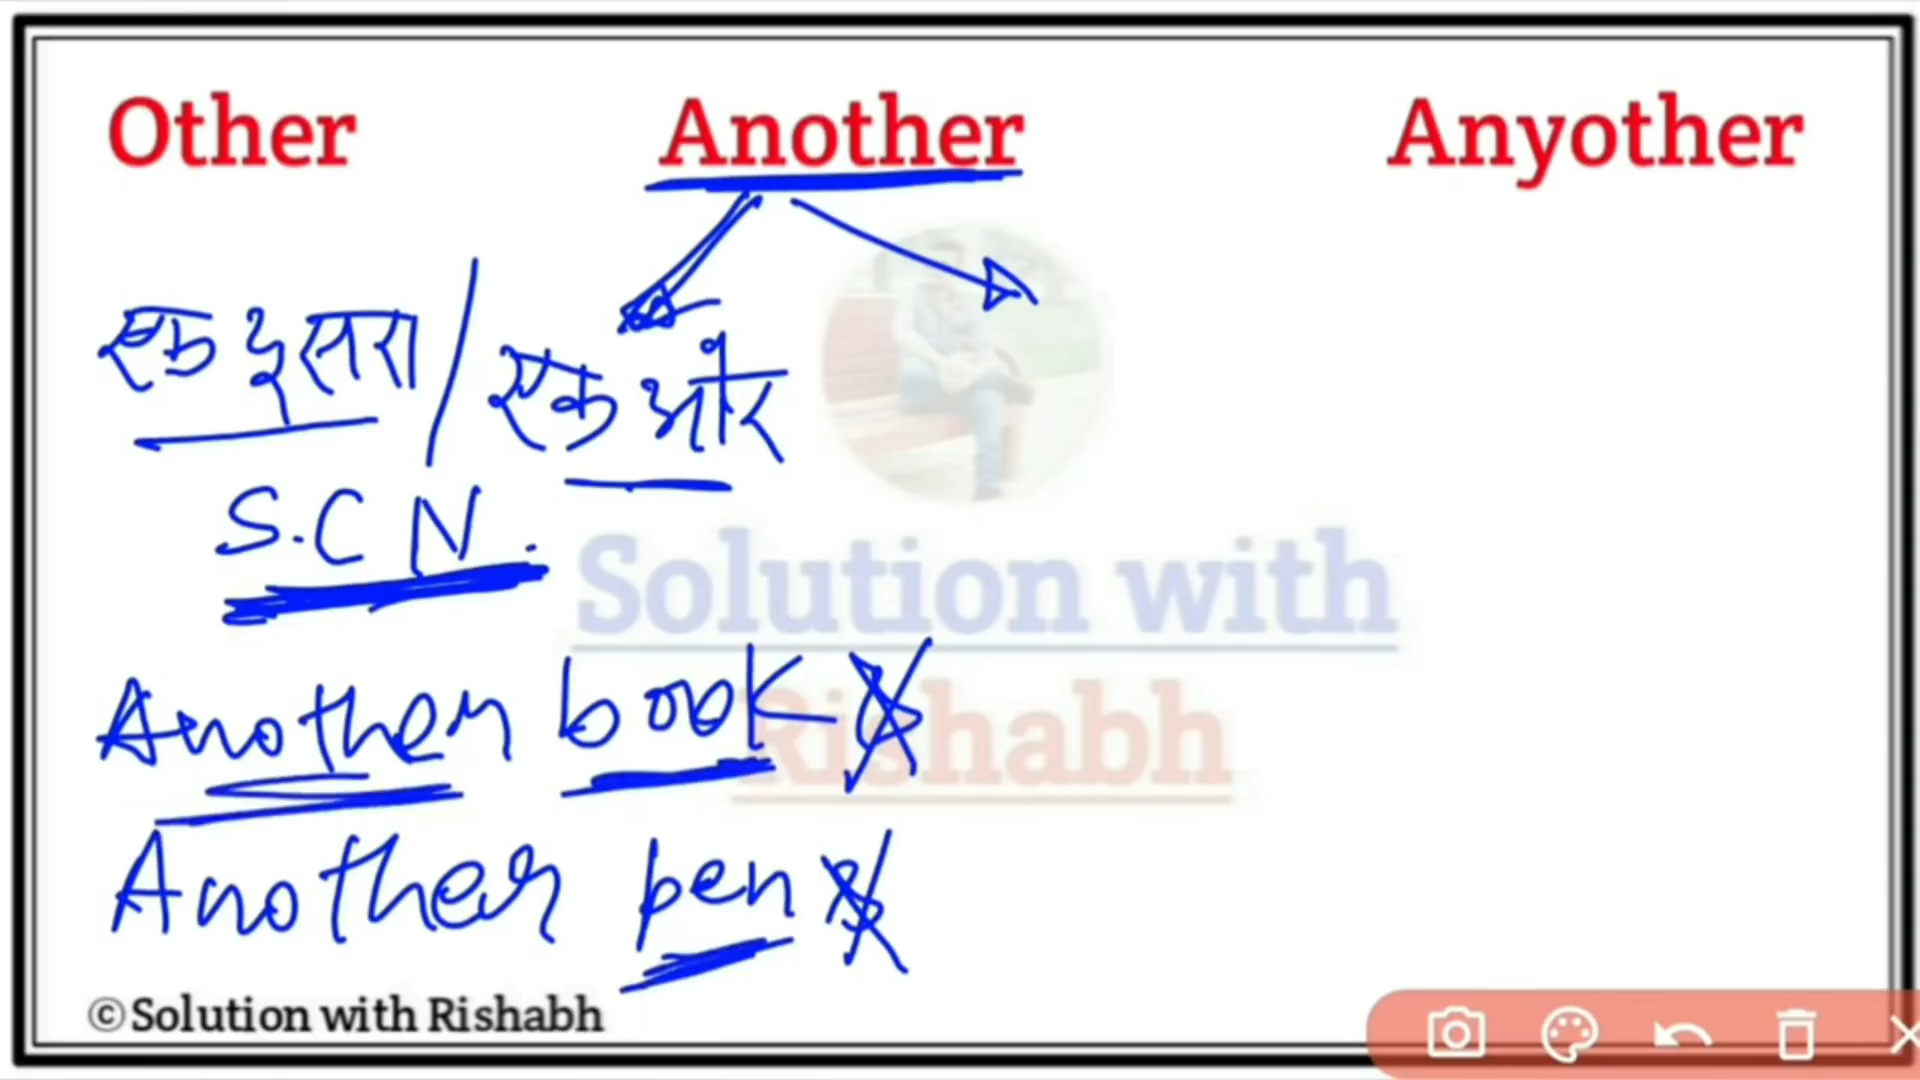 Other Another Anyother
एक दूसरा / एक और
S.C N.
Solution with
Another book
Rishabh
Another pen
©Solution with Rishabh